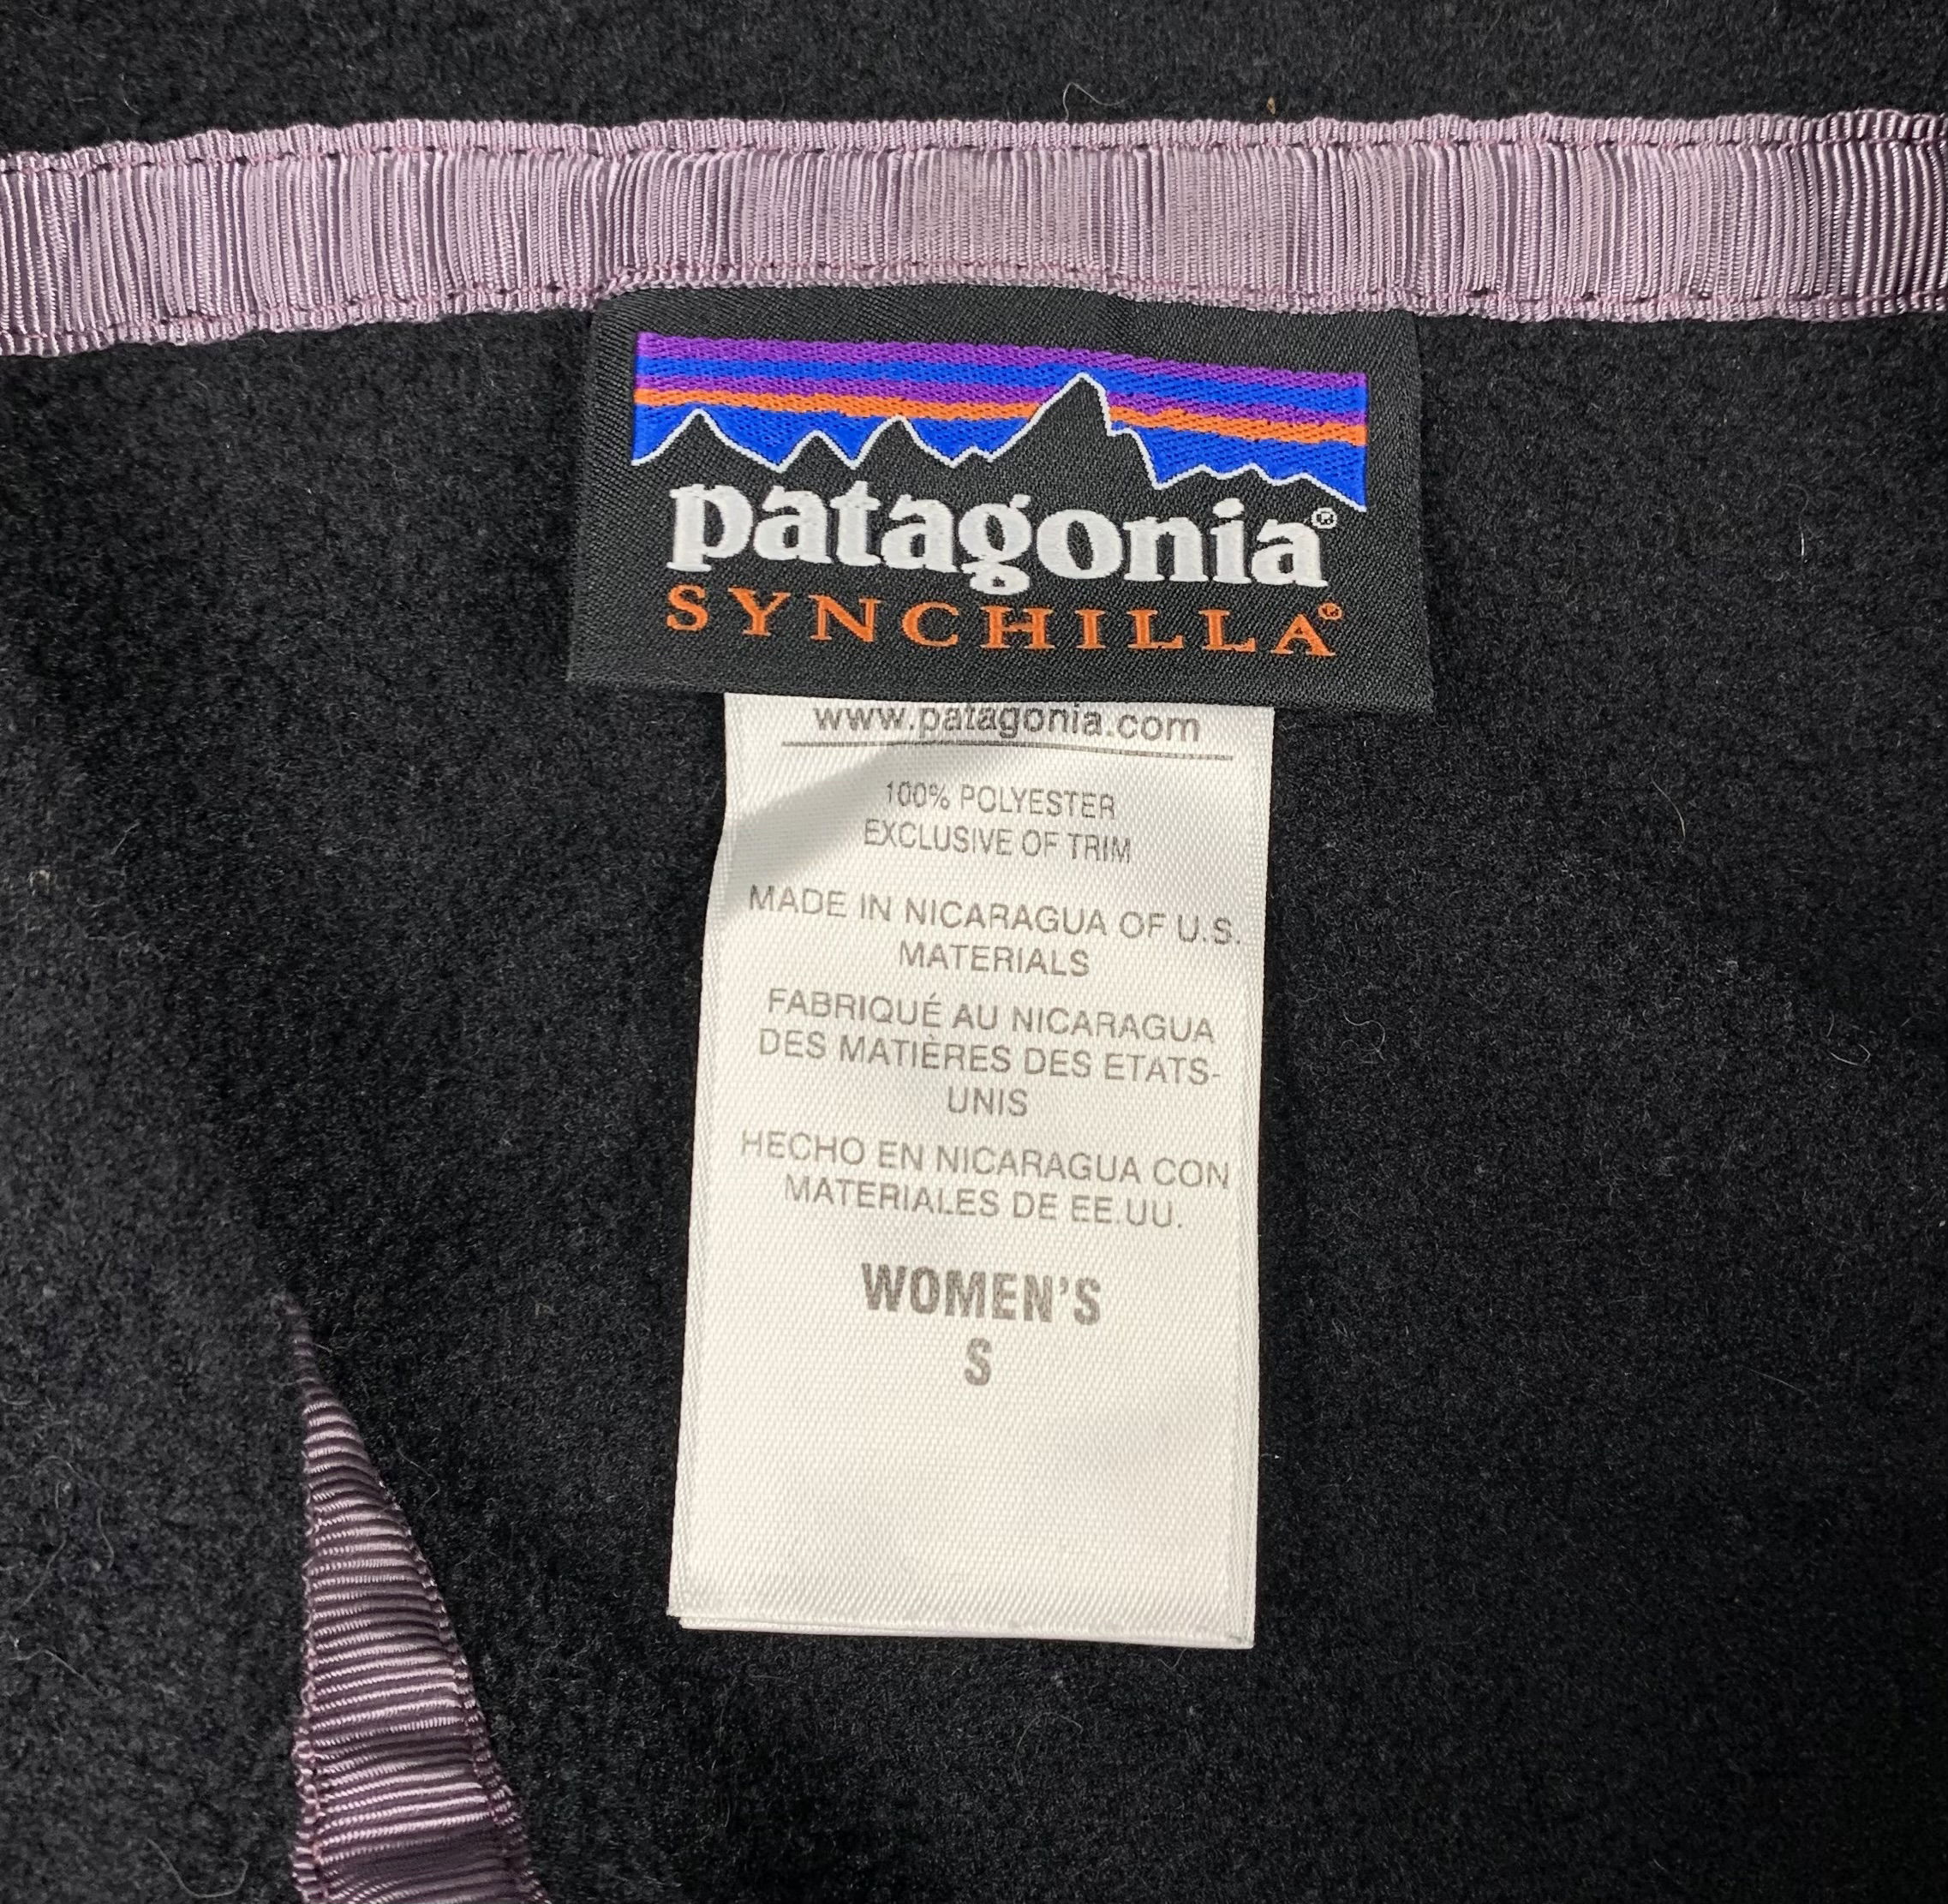 patagonia®
SYNCHILLA®
www.patagonia.com
100% POLYESTER
EXCLUSIVE OF TRIM
MADE IN NICARAGUA OF U.S.
MATERIALS
FABRIQUÉ AU NICARAGUA
DES MATIÈRES DES ETATS-
UNIS
HECHO EN NICARAGUA CON
MATERIALES DE EE.UU.
WOMEN'S
S